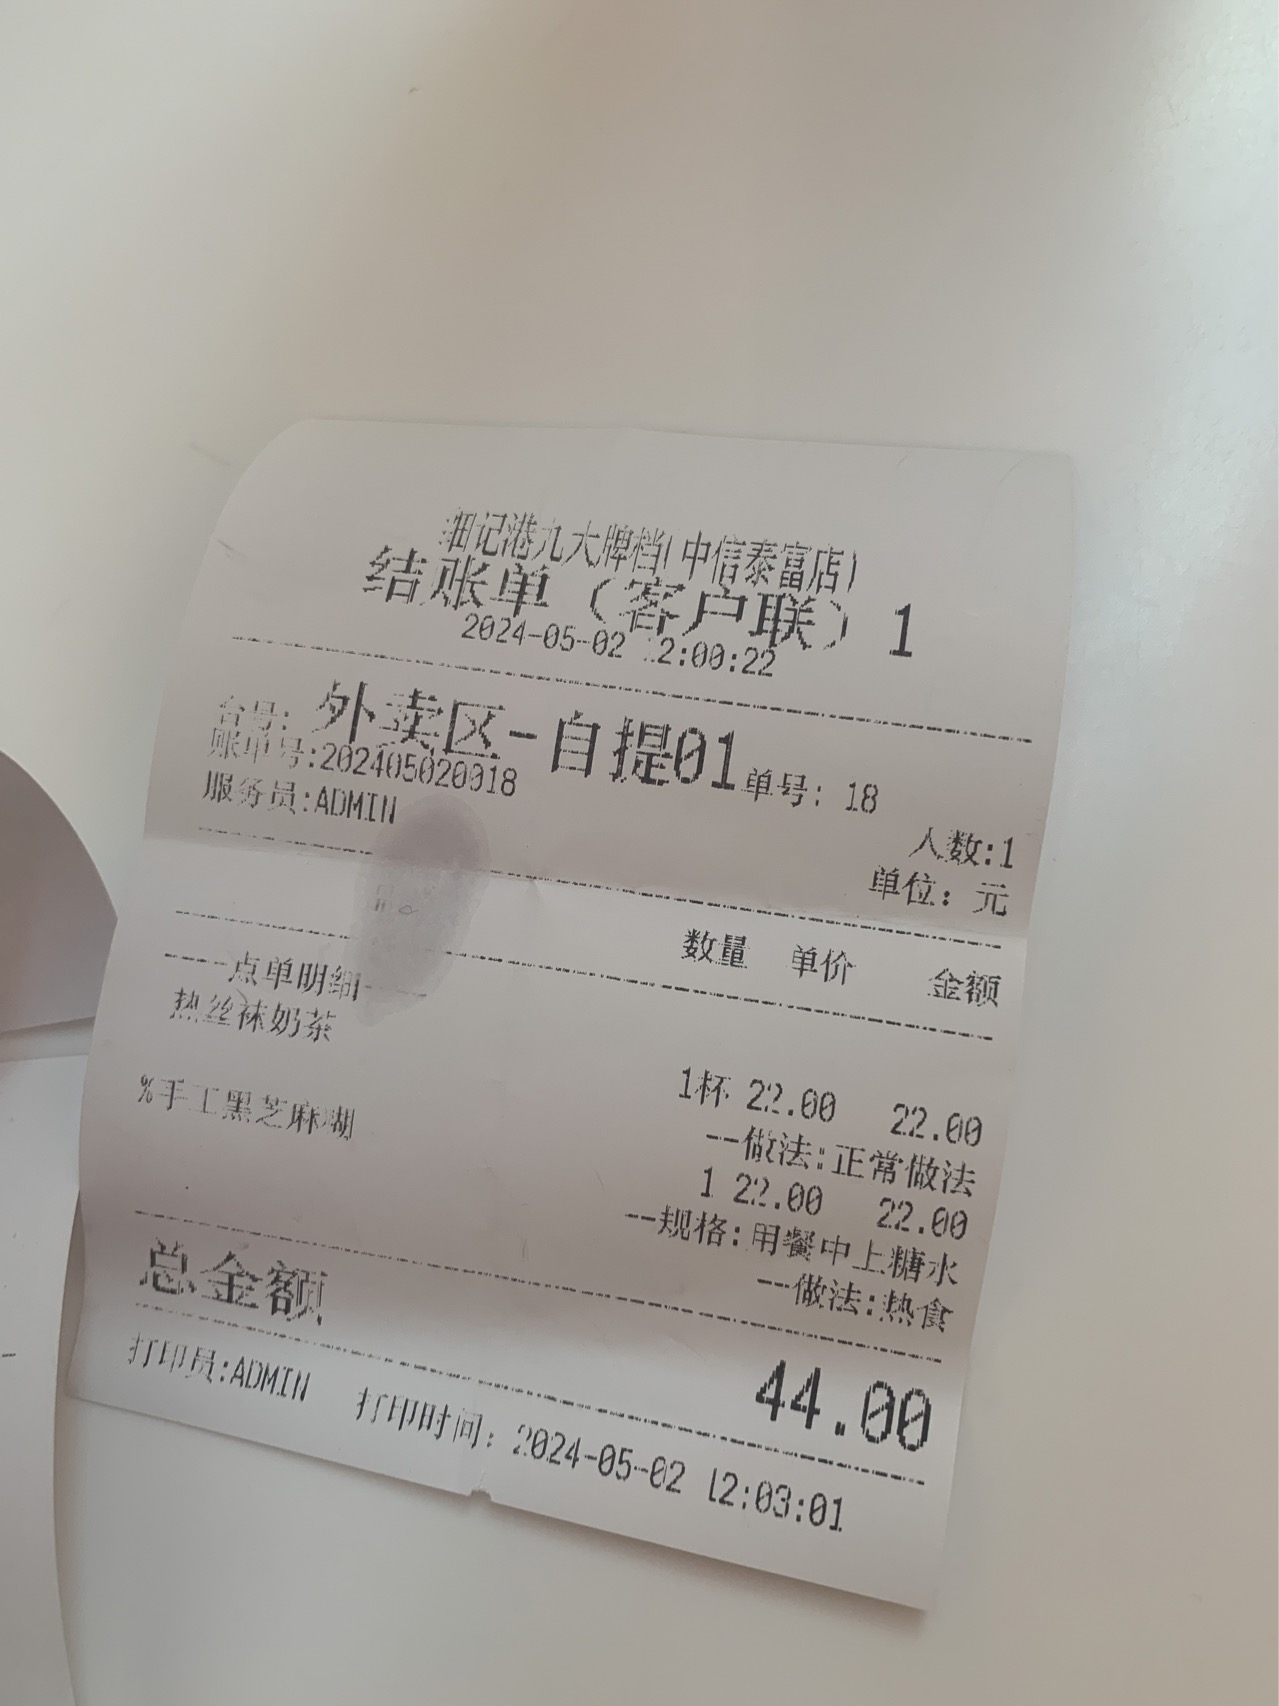 细记港九大牌档(中信泰富店)
结账单（客户联）1
2024-05-02 12:00:22
台号: 外卖区-自提01 单号: 18
账单号:202405020018
服务员:ADMIN
人数:1
单位: 元
品 数量 单价 金额
----点单明细----
热丝袜奶茶
1杯 22.00 22.00
--做法:正常做法
%手工黑芝麻糊
1 22.00 22.00
--规格:用餐中上糖水
--做法:热食
总金额 44.00
打印员:ADMIN 打印时间: 2024-05-02 12:03:01